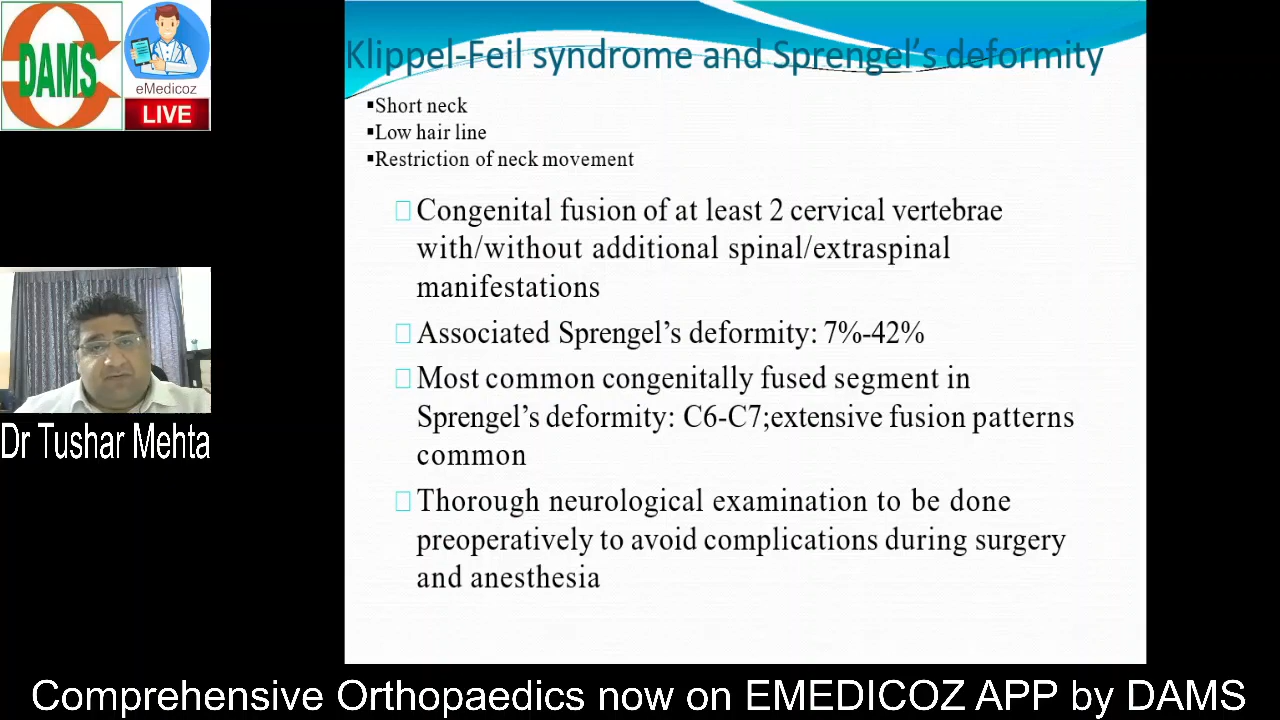 DAMS
eMedicoz
LIVE
Dr Tushar Mehta
Klippel-Feil syndrome and Sprengel's deformity
▪Short neck
▪Low hair line
▪Restriction of neck movement
Congenital fusion of at least 2 cervical vertebrae
with/without additional spinal/extraspinal
manifestations
Associated Sprengel's deformity: 7%-42%
Most common congenitally fused segment in
Sprengel's deformity: C6-C7;extensive fusion patterns
common
Thorough neurological examination to be done
preoperatively to avoid complications during surgery
and anesthesia
Comprehensive Orthopaedics now on EMEDICOZ APP by DAMS